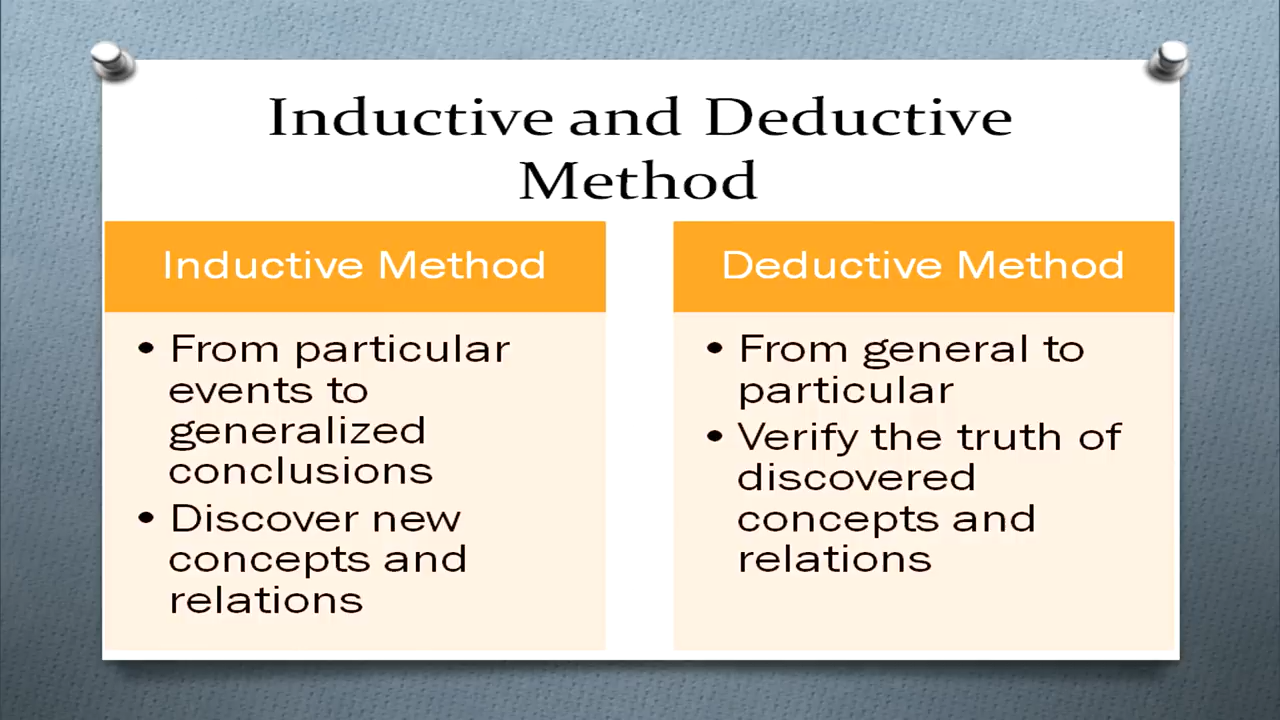 Inductive and Deductive
Method
Inductive Method
• From particular
events to
generalized
conclusions
• Discover new
concepts and
relations
Deductive Method
• From general to
particular
• Verify the truth of
discovered
concepts and
relations